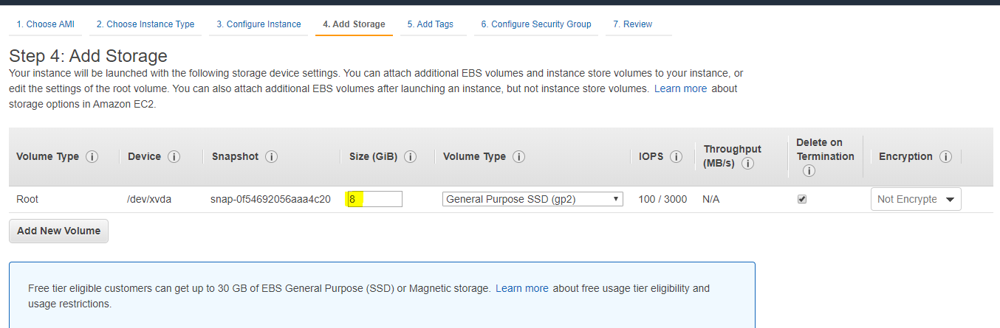 1. Choose AMI 2. Choose Instance Type 3. Configure Instance 4. Add Storage 5. Add Tags 6. Configure Security Group 7. Review
Step 4: Add Storage
Your instance will be launched with the following storage device settings. You can attach additional EBS volumes and instance store volumes to your instance, or
edit the settings of the root volume. You can also attach additional EBS volumes after launching an instance, but not instance store volumes. Learn more about
storage options in Amazon EC2.
Volume Type i Device i Snapshot i Size (GiB) i Volume Type i IOPS i Throughput (MB/s) i Delete on Termination i Encryption i
Root /dev/xvda snap-0f54692056aaa4c20 8 General Purpose SSD (gp2) 100 / 3000 N/A Not Encrypte
Add New Volume
Free tier eligible customers can get up to 30 GB of EBS General Purpose (SSD) or Magnetic storage. Learn more about free usage tier eligibility and
usage restrictions.